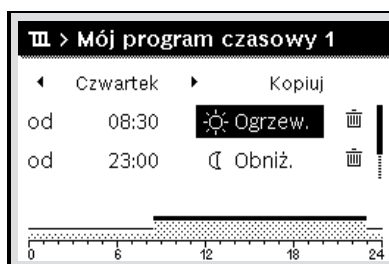 > Mój program czasowy 1
Czwartek Kopiuj
od 08:30 Ogrzew.
od 23:00 Obniż.
0 6 12 18 24